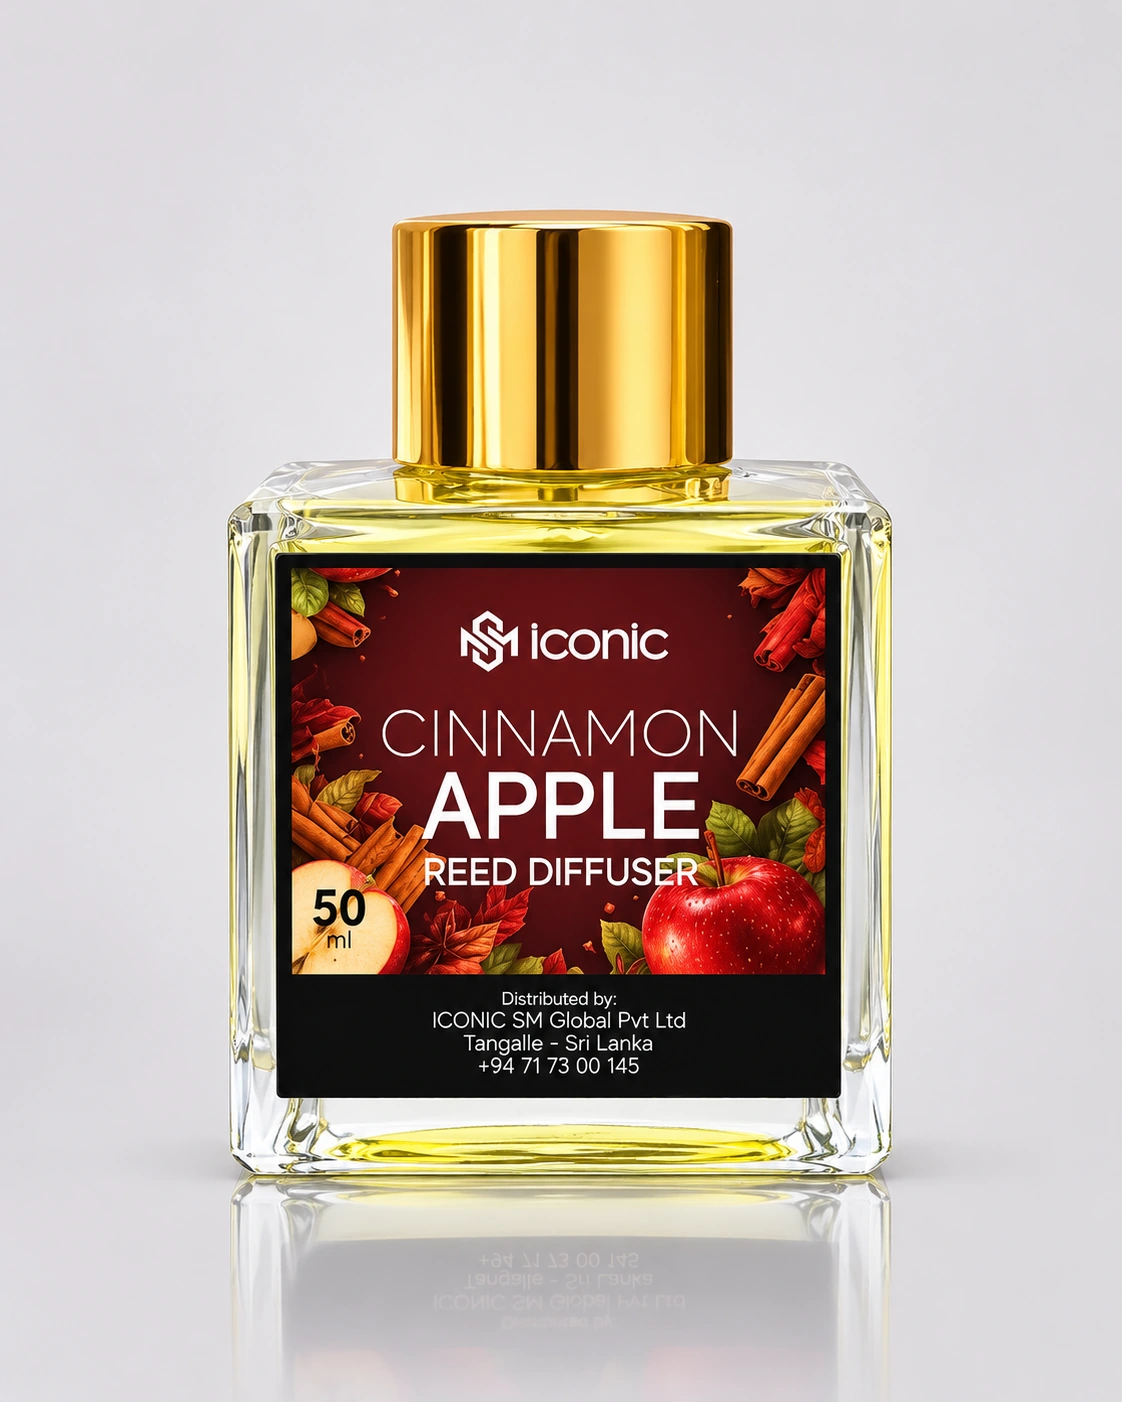 SM iconic
CINNAMON
APPLE
REED DIFFUSER
50
ml
Distributed by:
ICONIC SM Global Pvt Ltd
Tangalle - Sri Lanka
+94 71 73 00 145